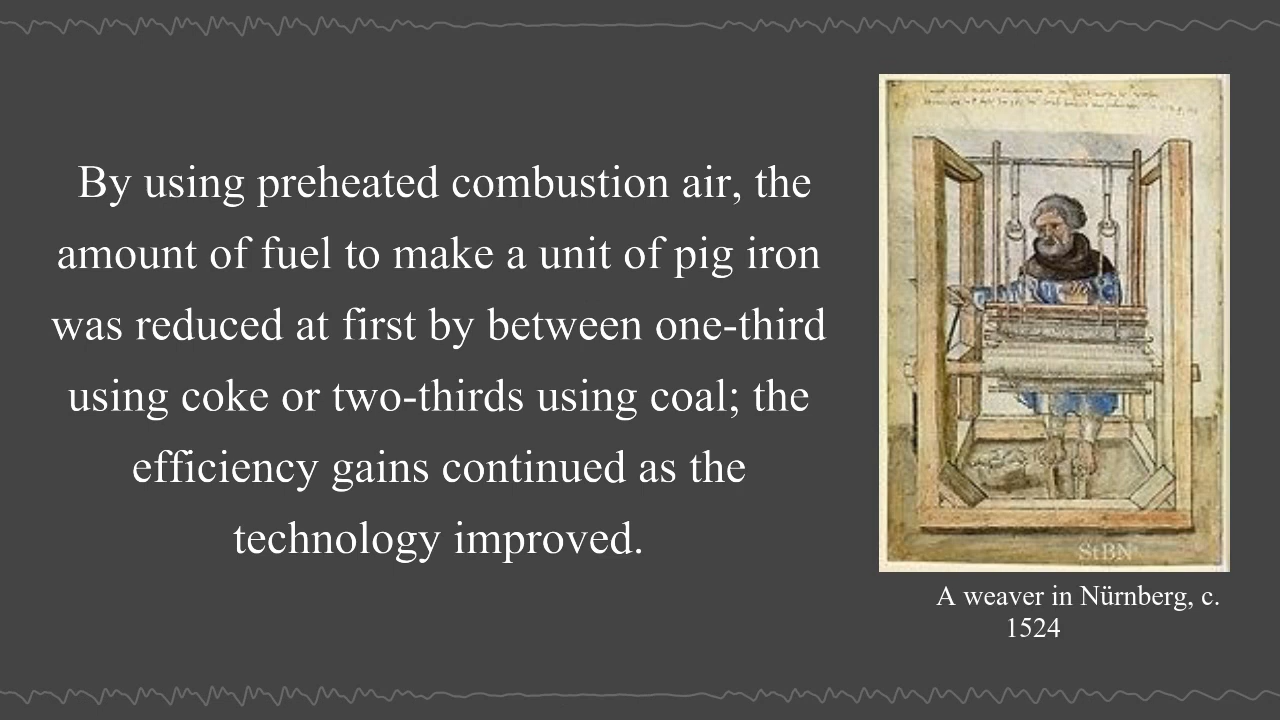 By using preheated combustion air, the
amount of fuel to make a unit of pig iron
was reduced at first by between one-third
using coke or two-thirds using coal; the
efficiency gains continued as the
technology improved.
StBN
A weaver in Nürnberg, c.
1524